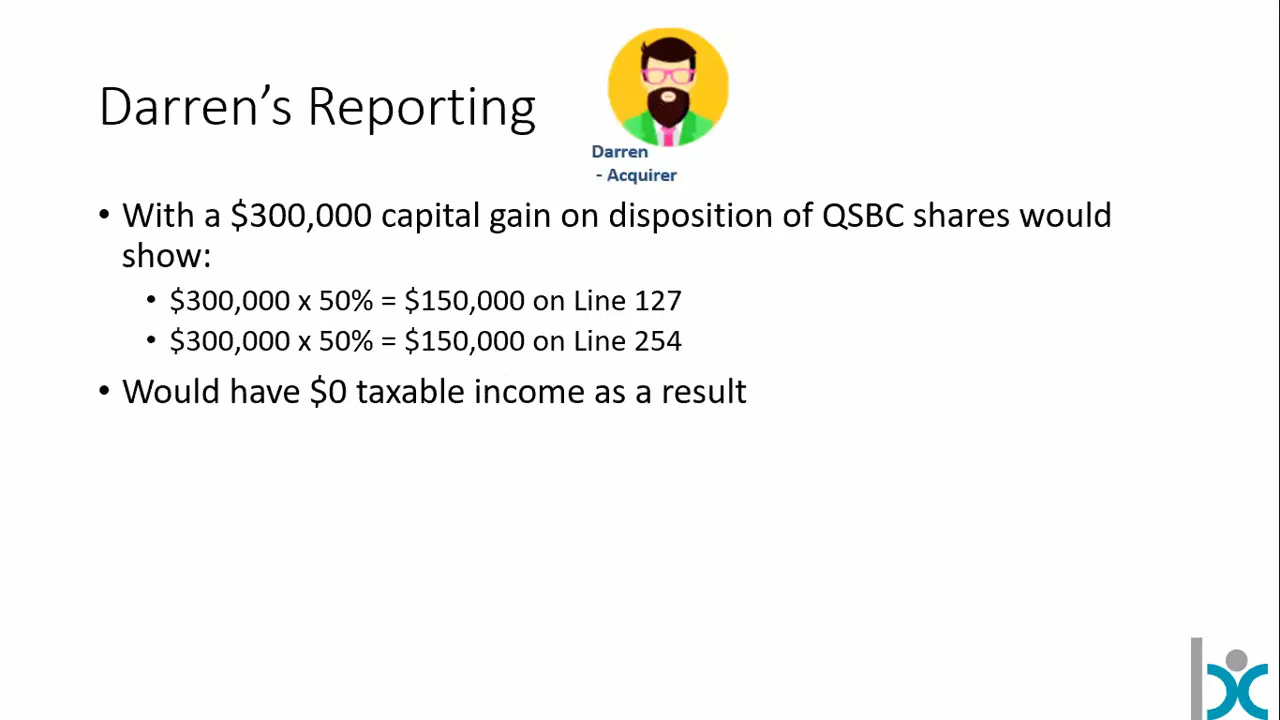 Darren's Reporting
Darren
- Acquirer
• With a $300,000 capital gain on disposition of QSBC shares would
show:
• $300,000 x 50% = $150,000 on Line 127
• $300,000 x 50% = $150,000 on Line 254
• Would have $0 taxable income as a result